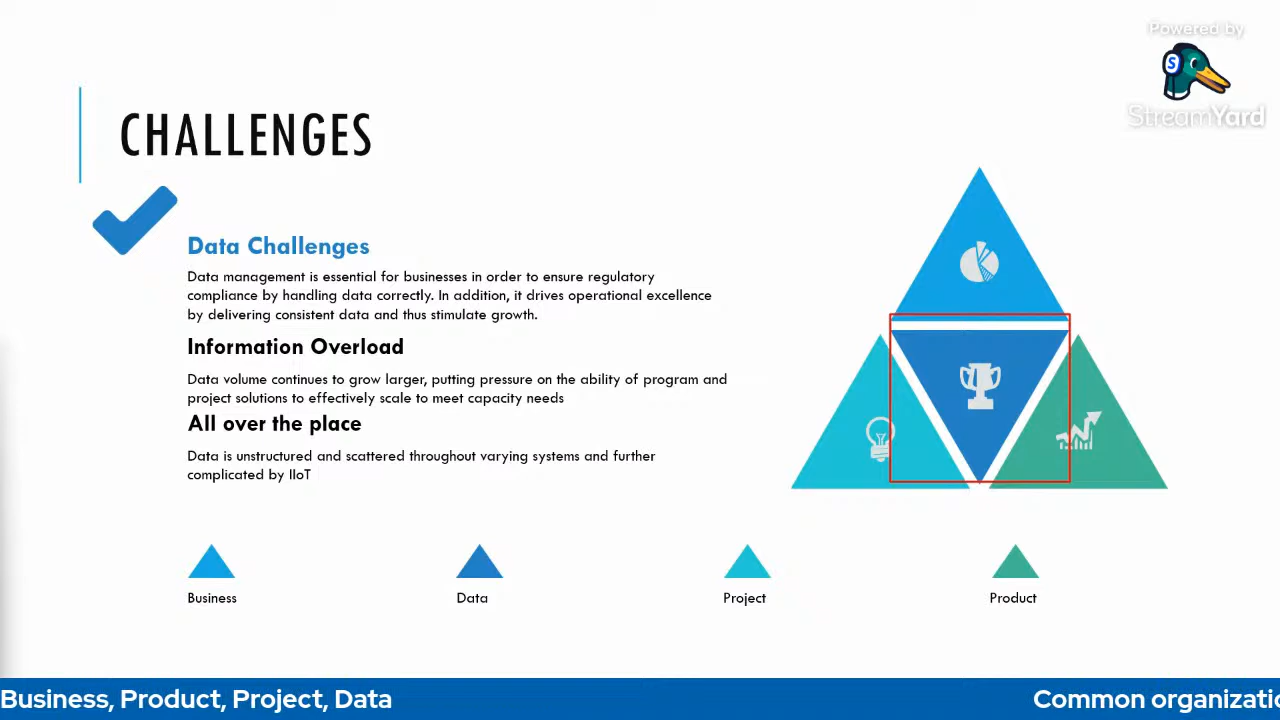 Powered by
StreamYard
CHALLENGES
Data Challenges
Data management is essential for businesses in order to ensure regulatory
compliance by handling data correctly. In addition, it drives operational excellence
by delivering consistent data and thus stimulate growth.
Information Overload
Data volume continues to grow larger, putting pressure on the ability of program and
project solutions to effectively scale to meet capacity needs
All over the place
Data is unstructured and scattered throughout varying systems and further
complicated by IIoT
Business
Data
Project
Product
Business, Product, Project, Data
Common organizatio